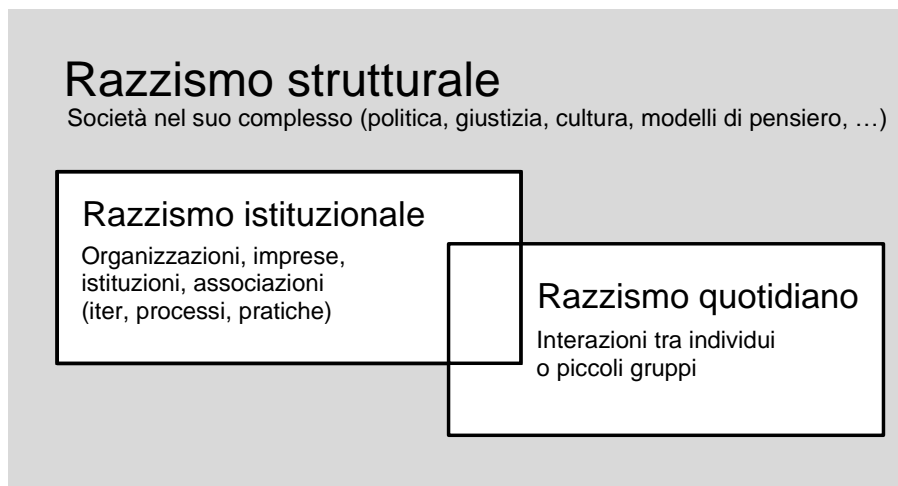 Razzismo strutturale
Società nel suo complesso (politica, giustizia, cultura, modelli di pensiero, …)
Razzismo istituzionale
Organizzazioni, imprese,
istituzioni, associazioni
(iter, processi, pratiche)
Razzismo quotidiano
Interazioni tra individui
o piccoli gruppi